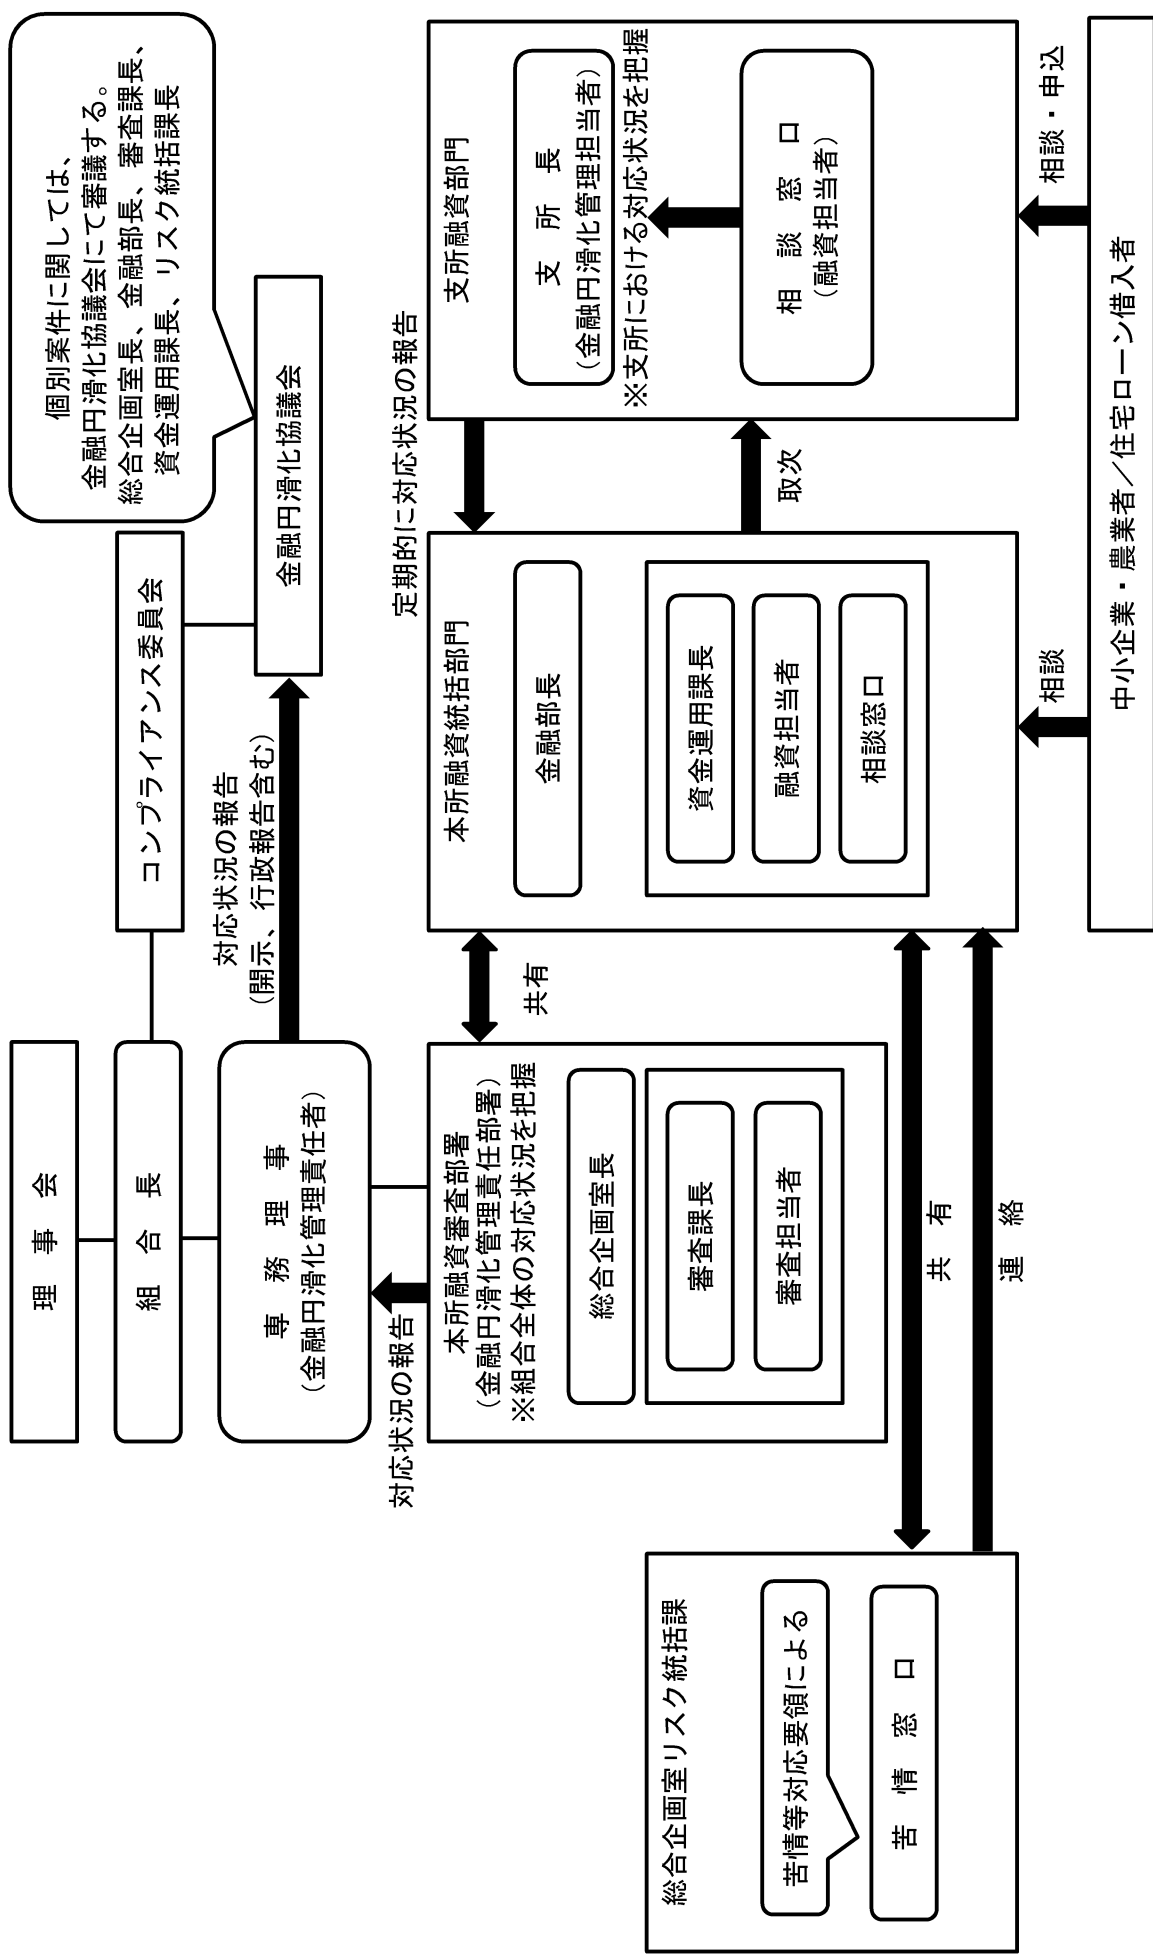 理　事　会
組　合　長
専　務　理　事
（金融円滑化管理責任者）
コンプライアンス委員会
金融円滑化協議会
個別案件に関しては、
金融円滑化協議会にて審議する。
総合企画室長、金融部長、審査課長、
資金運用課長、リスク統括課長
対応状況の報告
（開示、行政報告含む）
対応状況の報告
定期的に対応状況の報告
本所融資審査部署
（金融円滑化管理責任部署）
※組合全体の対応状況を把握
総合企画室長
審査課長
審査担当者
共有
本所融資統括部門
金融部長
資金運用課長
融資担当者
相談窓口
取次
支所融資部門
支　所　長
（金融円滑化管理担当者）
※支所における対応状況を把握
相　談　窓　口
（融資担当者）
総合企画室リスク統括課
苦情等対応要領による
苦　情　窓　口
共　有
連　絡
相談
相談・申込
中小企業・農業者／住宅ローン借入者